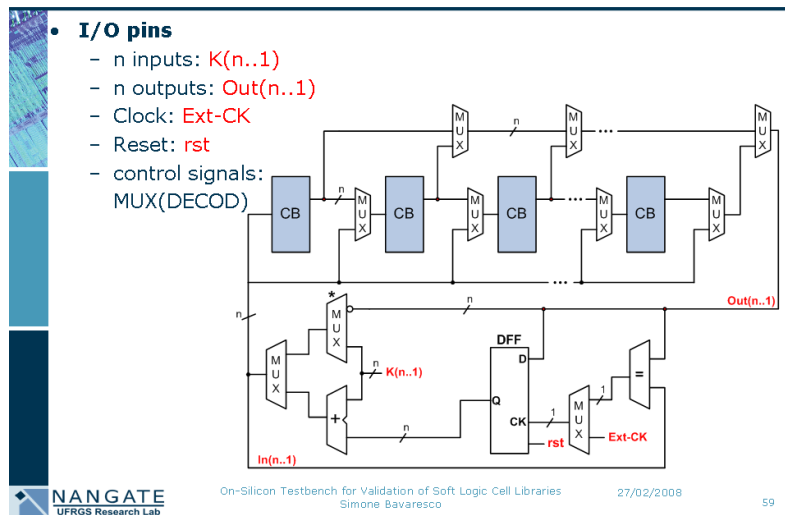 • I/O pins
– n inputs: K(n..1)
– n outputs: Out(n..1)
– Clock: Ext-CK
– Reset: rst
– control signals:
MUX(DECOD)
MUX
n
MUX
...
MUX
CB
n
MUX
CB
MUX
CB
...
MUX
CB
MUX
...
n
*
MUX
n
Out(n..1)
MUX
n
K(n..1)
+
n
DFF
D
Q
CK
1
rst
MUX
1
=
Ext-CK
In(n..1)
NANGATE
UFRGS Research Lab
On-Silicon Testbench for Validation of Soft Logic Cell Libraries
Simone Bavaresco
27/02/2008
59